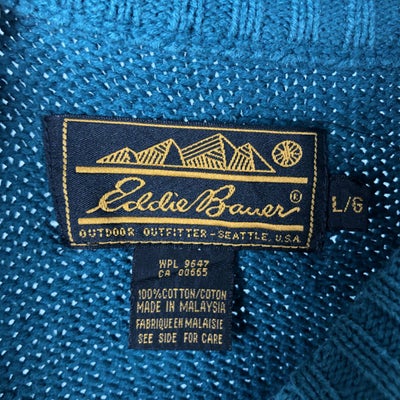 Eddie Bauer®
L/G
OUTDOOR OUTFITTER-SEATTLE, U.S.A.
WPL 9647
CA 00665
100% COTTON/COTON
MADE IN MALAYSIA
FABRIQUE EN MALAISIE
SEE SIDE FOR CARE